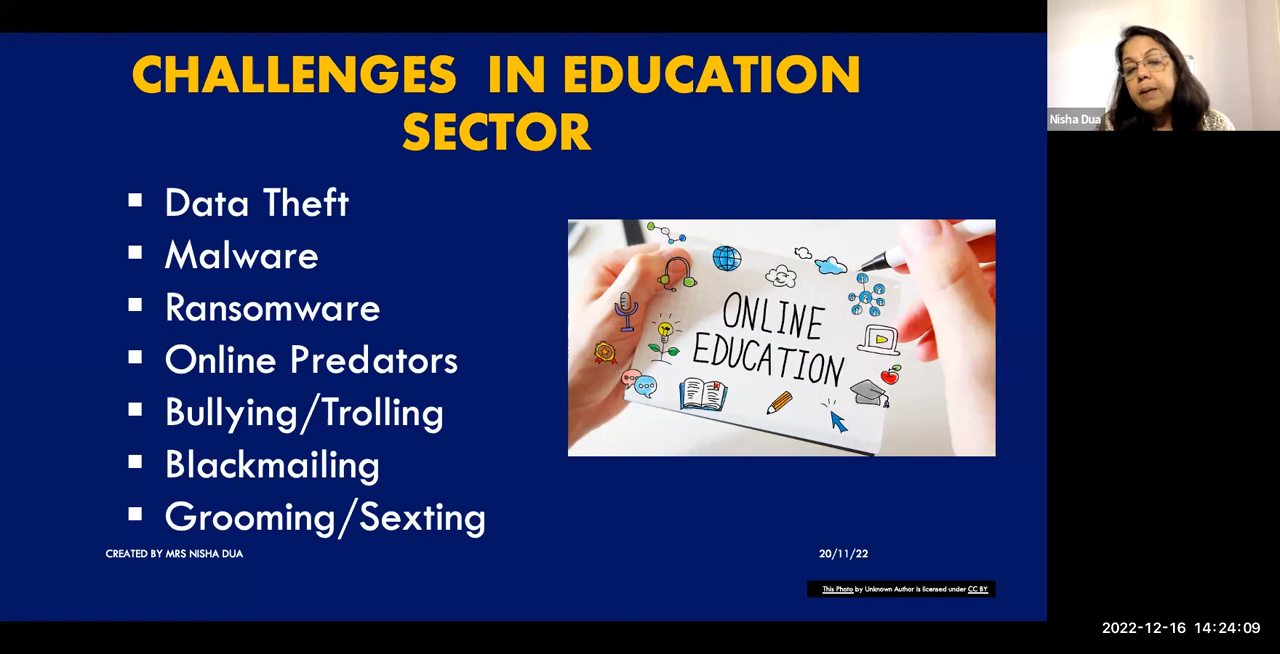 CHALLENGES IN EDUCATION
SECTOR
▪ Data Theft
▪ Malware
▪ Ransomware
▪ Online Predators
▪ Bullying/Trolling
▪ Blackmailing
▪ Grooming/Sexting
ONLINE
EDUCATION
CREATED BY MRS NISHA DUA
20/11/22
This Photo by Unknown Author is licensed under CC BY
Nisha Dua
2022-12-16 14:24:09